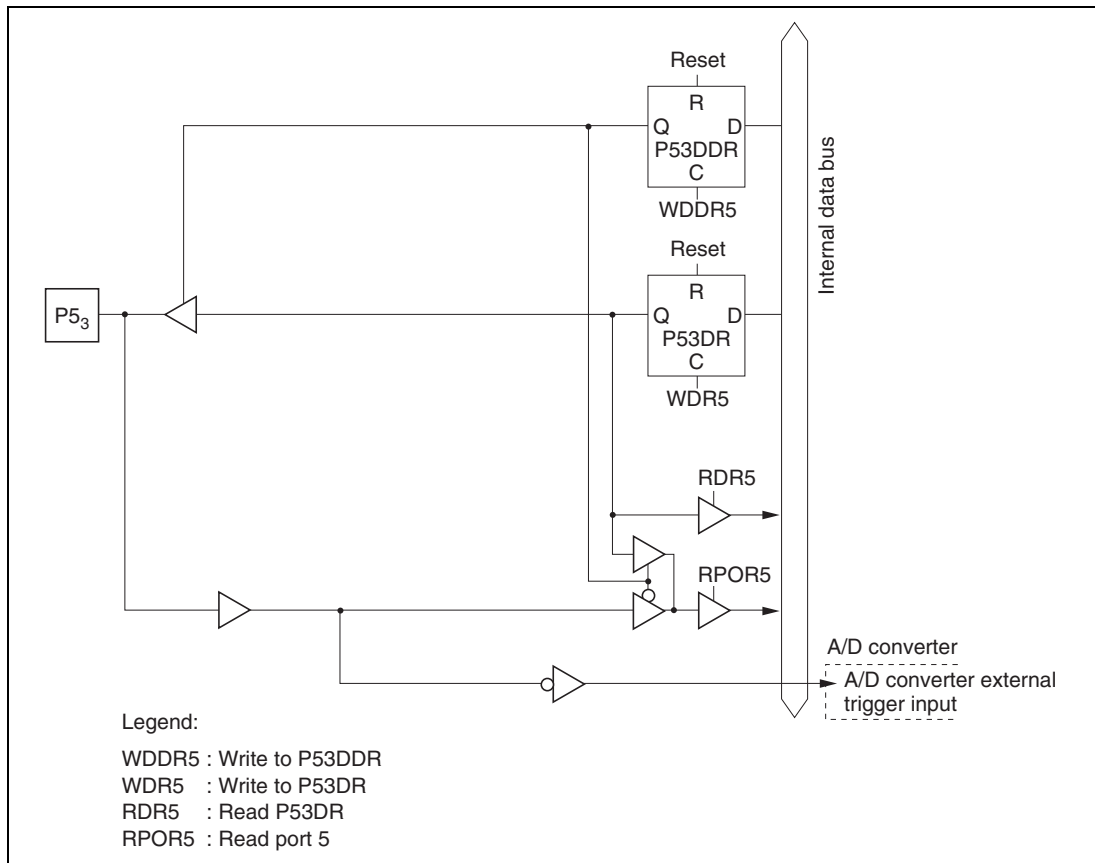 Reset
R
Q D
P53DDR
C
WDDR5
Internal data bus
Reset
R
P5₃
Q D
P53DR
C
WDR5
RDR5
RPOR5
A/D converter
A/D converter external
trigger input
Legend:
WDDR5 : Write to P53DDR
WDR5 : Write to P53DR
RDR5 : Read P53DR
RPOR5 : Read port 5